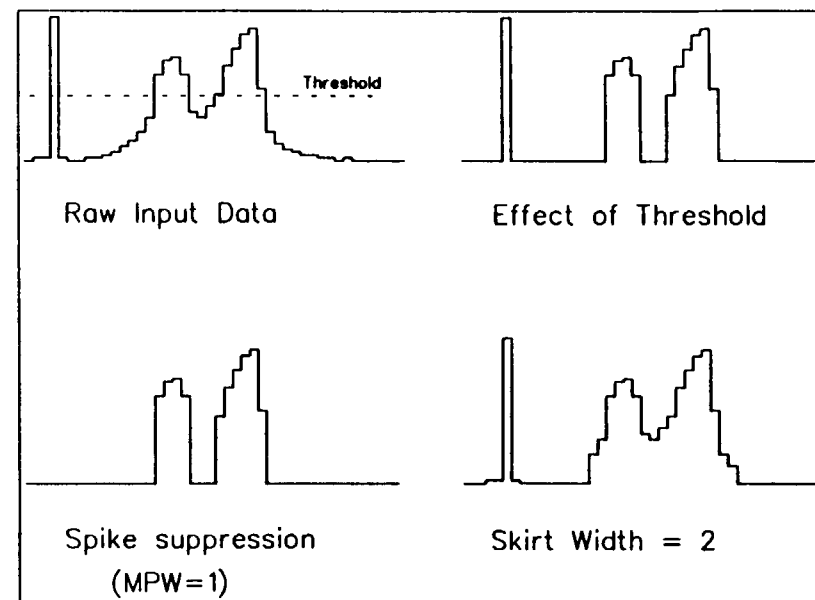 Threshold
Raw Input Data
Effect of Threshold
Spike suppression
(MPW=1)
Skirt Width = 2